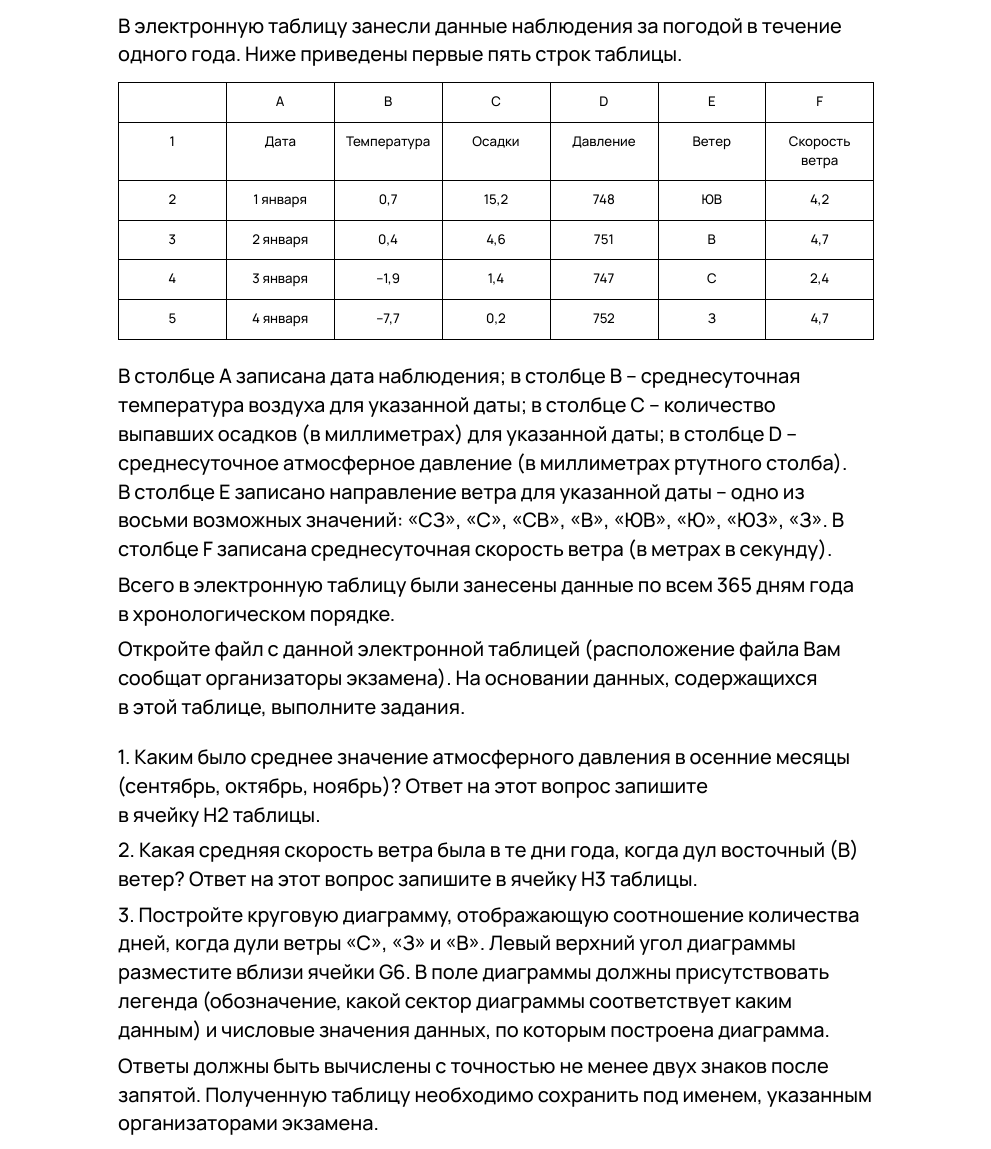 В электронную таблицу занесли данные наблюдения за погодой в течение
одного года. Ниже приведены первые пять строк таблицы.
A B C D E F
1 Дата Температура Осадки Давление Ветер Скорость ветра
2 1 января 0,7 15,2 748 ЮВ 4,2
3 2 января 0,4 4,6 751 В 4,7
4 3 января –1,9 1,4 747 С 2,4
5 4 января –7,7 0,2 752 З 4,7
В столбце A записана дата наблюдения; в столбце B – среднесуточная
температура воздуха для указанной даты; в столбце C – количество
выпавших осадков (в миллиметрах) для указанной даты; в столбце D –
среднесуточное атмосферное давление (в миллиметрах ртутного столба).
В столбце E записано направление ветра для указанной даты – одно из
восьми возможных значений: «СЗ», «С», «СВ», «В», «ЮВ», «Ю», «ЮЗ», «З». В
столбце F записана среднесуточная скорость ветра (в метрах в секунду).
Всего в электронную таблицу были занесены данные по всем 365 дням года
в хронологическом порядке.
Откройте файл с данной электронной таблицей (расположение файла Вам
сообщат организаторы экзамена). На основании данных, содержащихся
в этой таблице, выполните задания.
1. Каким было среднее значение атмосферного давления в осенние месяцы
(сентябрь, октябрь, ноябрь)? Ответ на этот вопрос запишите
в ячейку H2 таблицы.
2. Какая средняя скорость ветра была в те дни года, когда дул восточный (В)
ветер? Ответ на этот вопрос запишите в ячейку H3 таблицы.
3. Постройте круговую диаграмму, отображающую соотношение количества
дней, когда дули ветры «С», «З» и «В». Левый верхний угол диаграммы
разместите вблизи ячейки G6. В поле диаграммы должны присутствовать
легенда (обозначение, какой сектор диаграммы соответствует каким
данным) и числовые значения данных, по которым построена диаграмма.
Ответы должны быть вычислены с точностью не менее двух знаков после
запятой. Полученную таблицу необходимо сохранить под именем, указанным
организаторами экзамена.